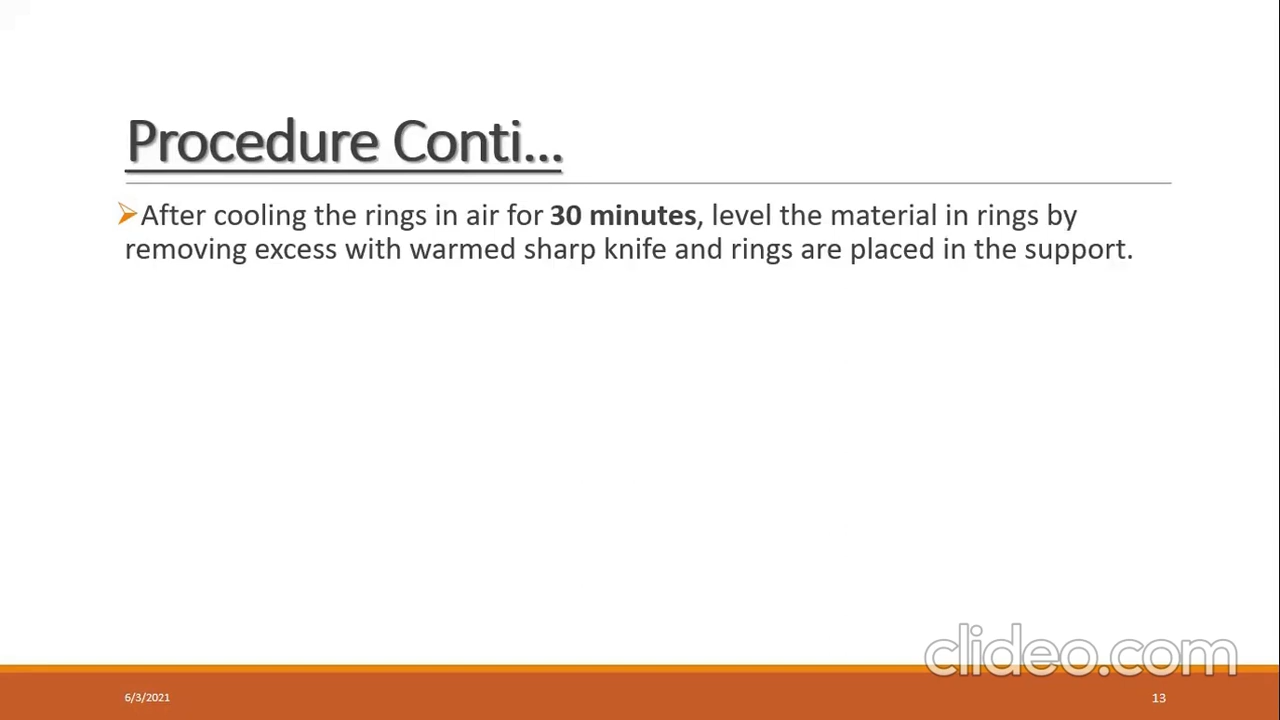 Procedure Conti...
After cooling the rings in air for 30 minutes, level the material in rings by
removing excess with warmed sharp knife and rings are placed in the support.
clideo.com
6/3/2021
13